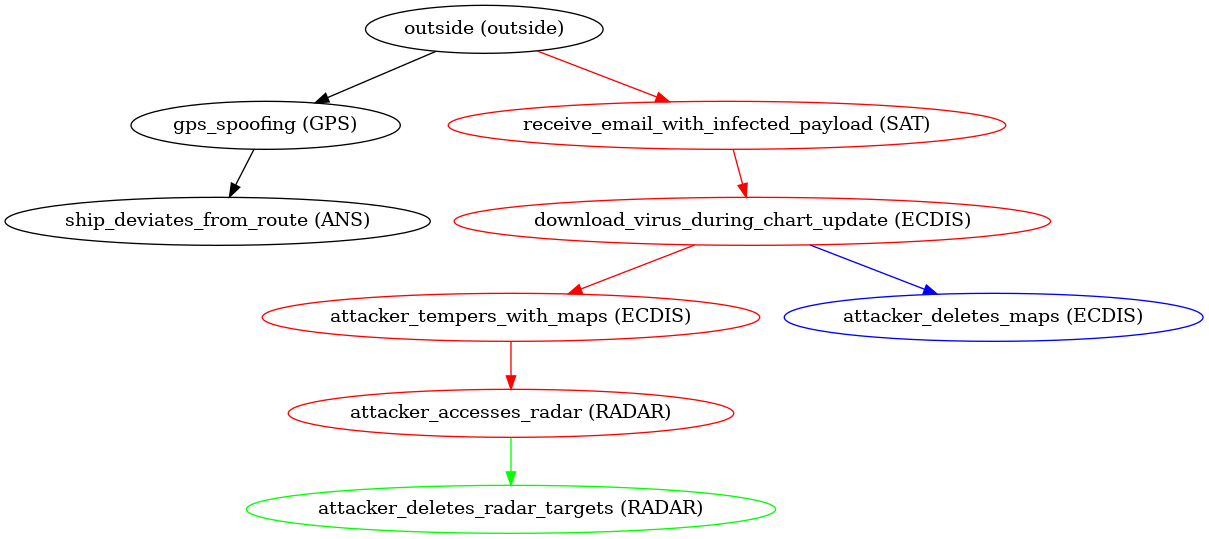 outside (outside)
gps_spoofing (GPS)
receive_email_with_infected_payload (SAT)
ship_deviates_from_route (ANS)
download_virus_during_chart_update (ECDIS)
attacker_tempers_with_maps (ECDIS)
attacker_deletes_maps (ECDIS)
attacker_accesses_radar (RADAR)
attacker_deletes_radar_targets (RADAR)